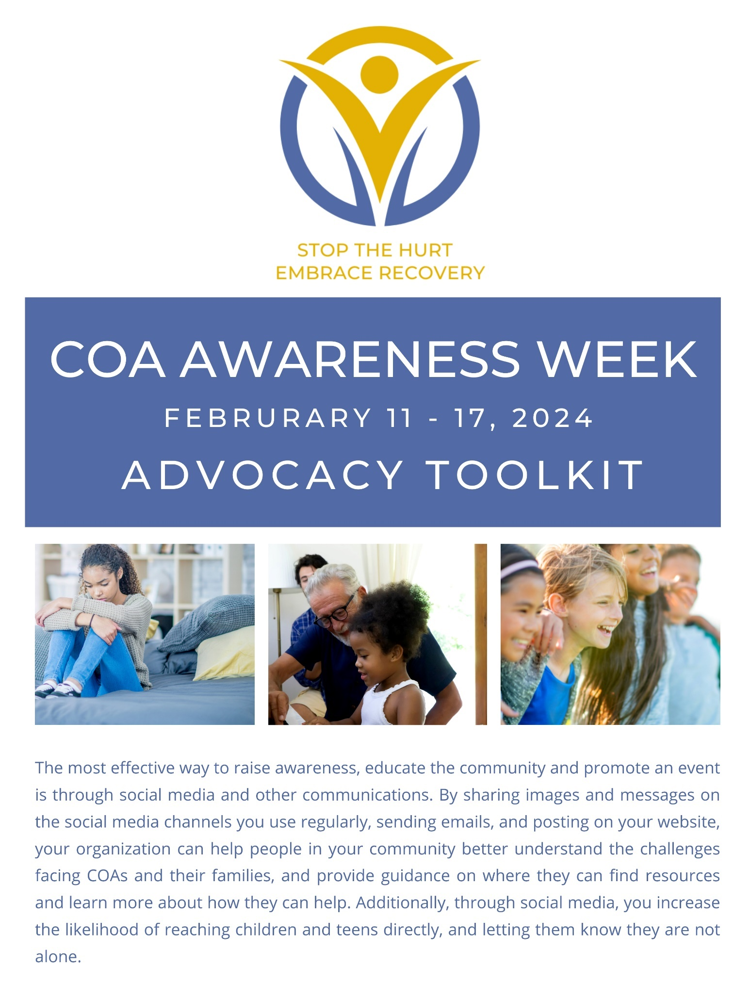 STOP THE HURT
EMBRACE RECOVERY
COA AWARENESS WEEK
FEBRURARY 11 - 17, 2024
ADVOCACY TOOLKIT
The most effective way to raise awareness, educate the community and promote an event
is through social media and other communications. By sharing images and messages on
the social media channels you use regularly, sending emails, and posting on your website,
your organization can help people in your community better understand the challenges
facing COAs and their families, and provide guidance on where they can find resources
and learn more about how they can help. Additionally, through social media, you increase
the likelihood of reaching children and teens directly, and letting them know they are not
alone.